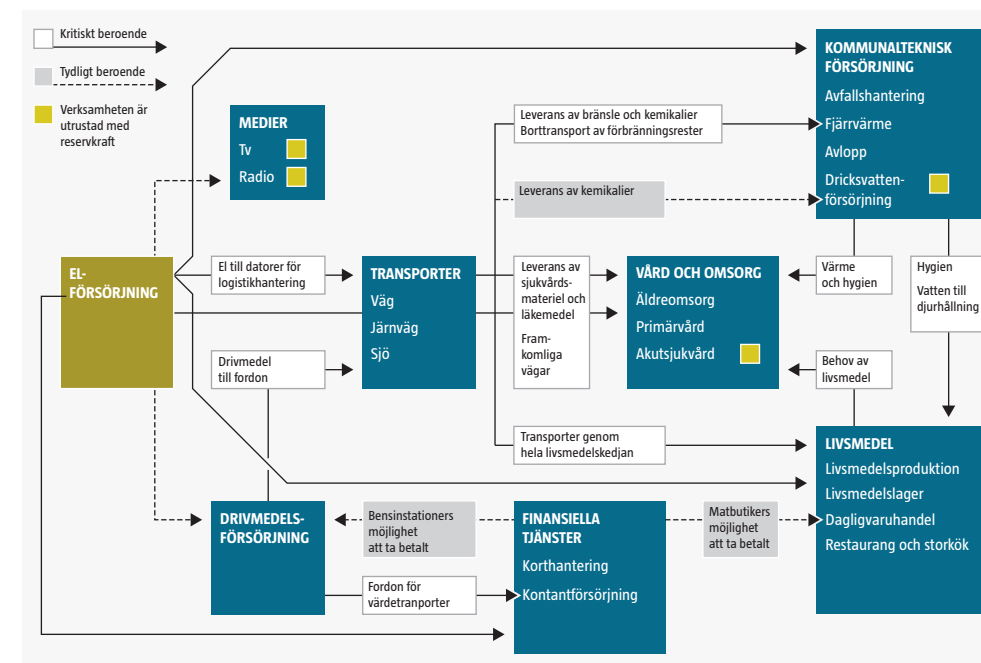 Kritiskt beroende
Tydligt beroende
Verksamheten är
utrustad med
reservkraft
MEDIER
Tv
Radio
KOMMUNALTEKNISK
FÖRSÖRJNING
Avfallshantering
Fjärrvärme
Avlopp
Dricksvatten-
försörjning
Leverans av bränsle och kemikalier
Borttransport av förbränningsrester
Leverans av kemikalier
EL-
FÖRSÖRJNING
El till datorer för
logistikhantering
Drivmedel
till fordon
TRANSPORTER
Väg
Järnväg
Sjö
Leverans av
sjukvårds-
materiel och
läkemedel
Fram-
komliga
vägar
VÅRD OCH OMSORG
Äldreomsorg
Primärvård
Akutsjukvård
Värme
och hygien
Hygien
Vatten till
djurhållning
Behov av
livsmedel
Transporter genom
hela livsmedelskedjan
LIVSMEDEL
Livsmedelsproduktion
Livsmedelslager
Dagligvaruhandel
Restaurang och storkök
DRIVMEDELS-
FÖRSÖRJNING
Bensinstationers
möjlighet
att ta betalt
FINANSIELLA
TJÄNSTER
Korthantering
Kontantförsörjning
Matbutikers
möjlighet
att ta betalt
Fordon för
värdetranporter